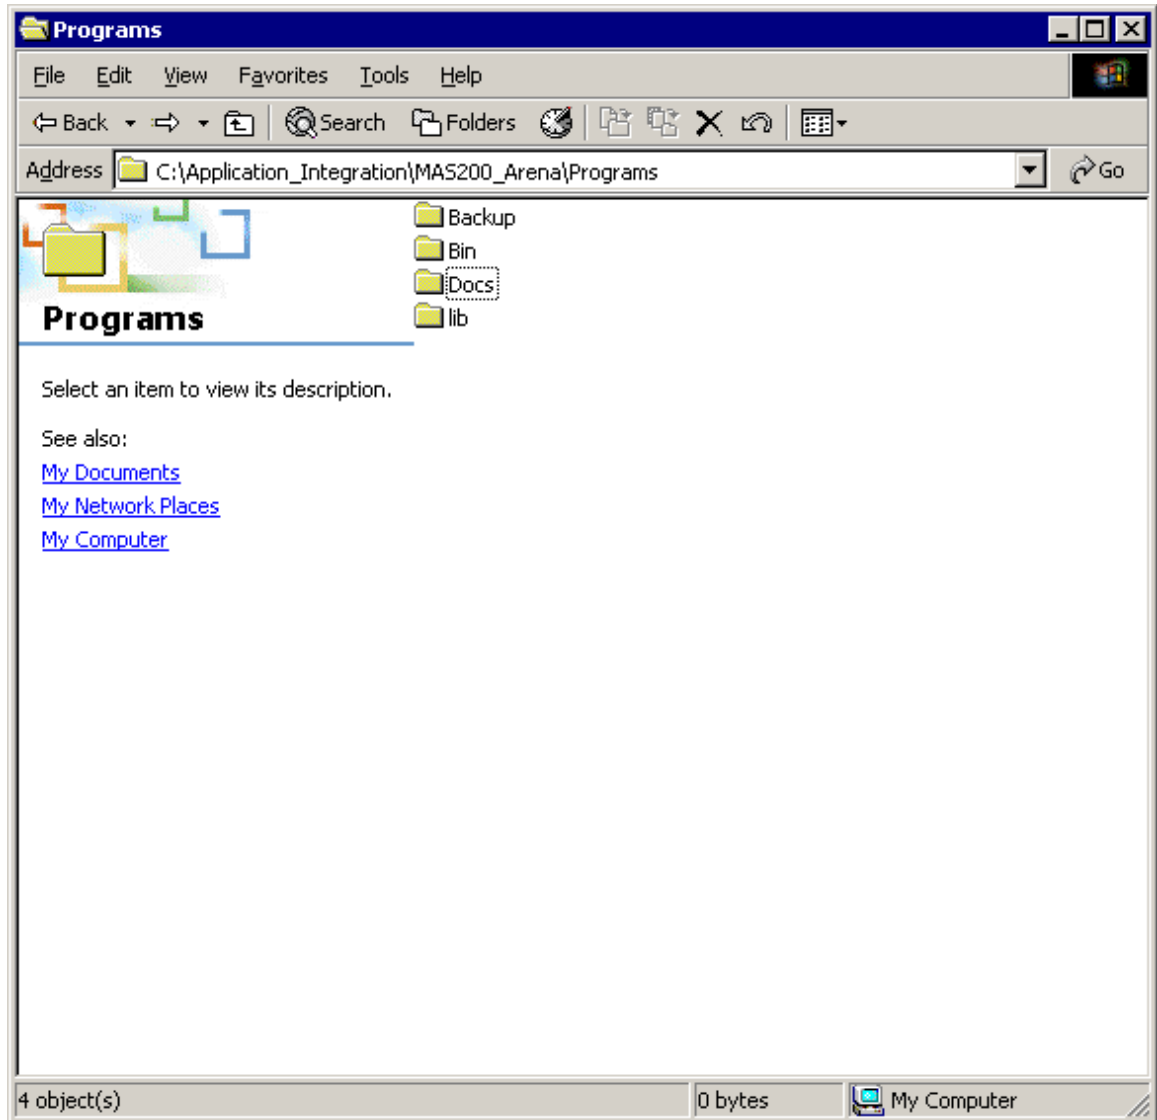 Programs
File Edit View Favorites Tools Help
Back Search Folders
Address C:\Application_Integration\MAS200_Arena\Programs Go
Backup
Bin
Docs
lib
Programs
Select an item to view its description.
See also:
My Documents
My Network Places
My Computer
4 object(s) 0 bytes My Computer